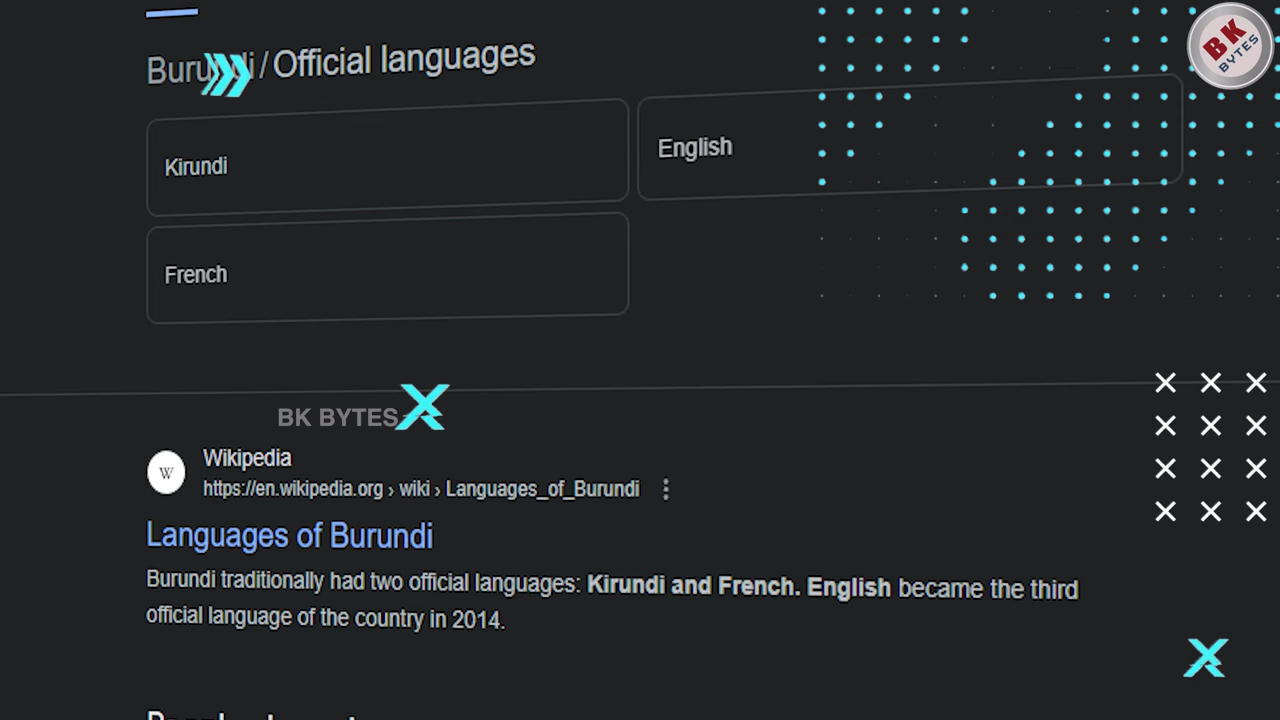 Burundi / Official languages
BK BYTES
Kirundi
English
French
BK BYTES
Wikipedia
W
https://en.wikipedia.org › wiki › Languages_of_Burundi
Languages of Burundi
Burundi traditionally had two official languages: Kirundi and French. English became the third
official language of the country in 2014.